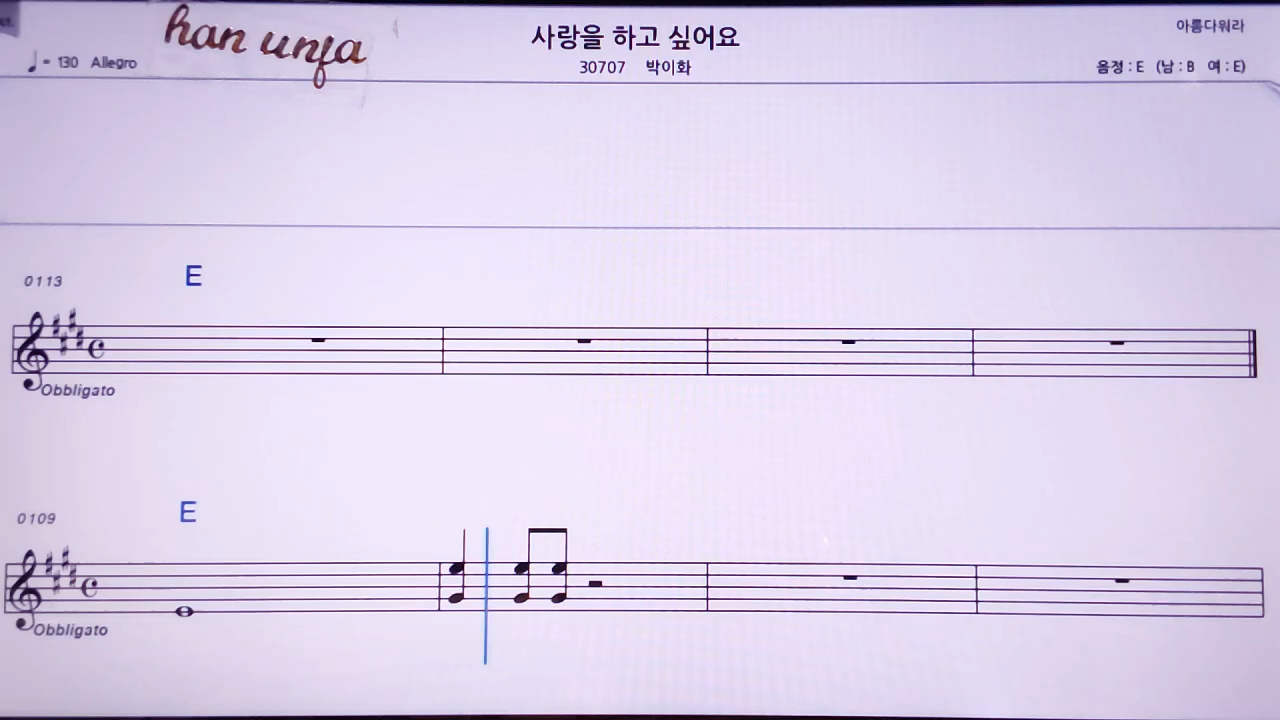 han unja
사랑을 하고 싶어요
아름다워라
♩ = 130 Allegro
30707 박이화
음정 : E (남 : B 여 : E)
0113 E
Obbligato
0109 E
Obbligato